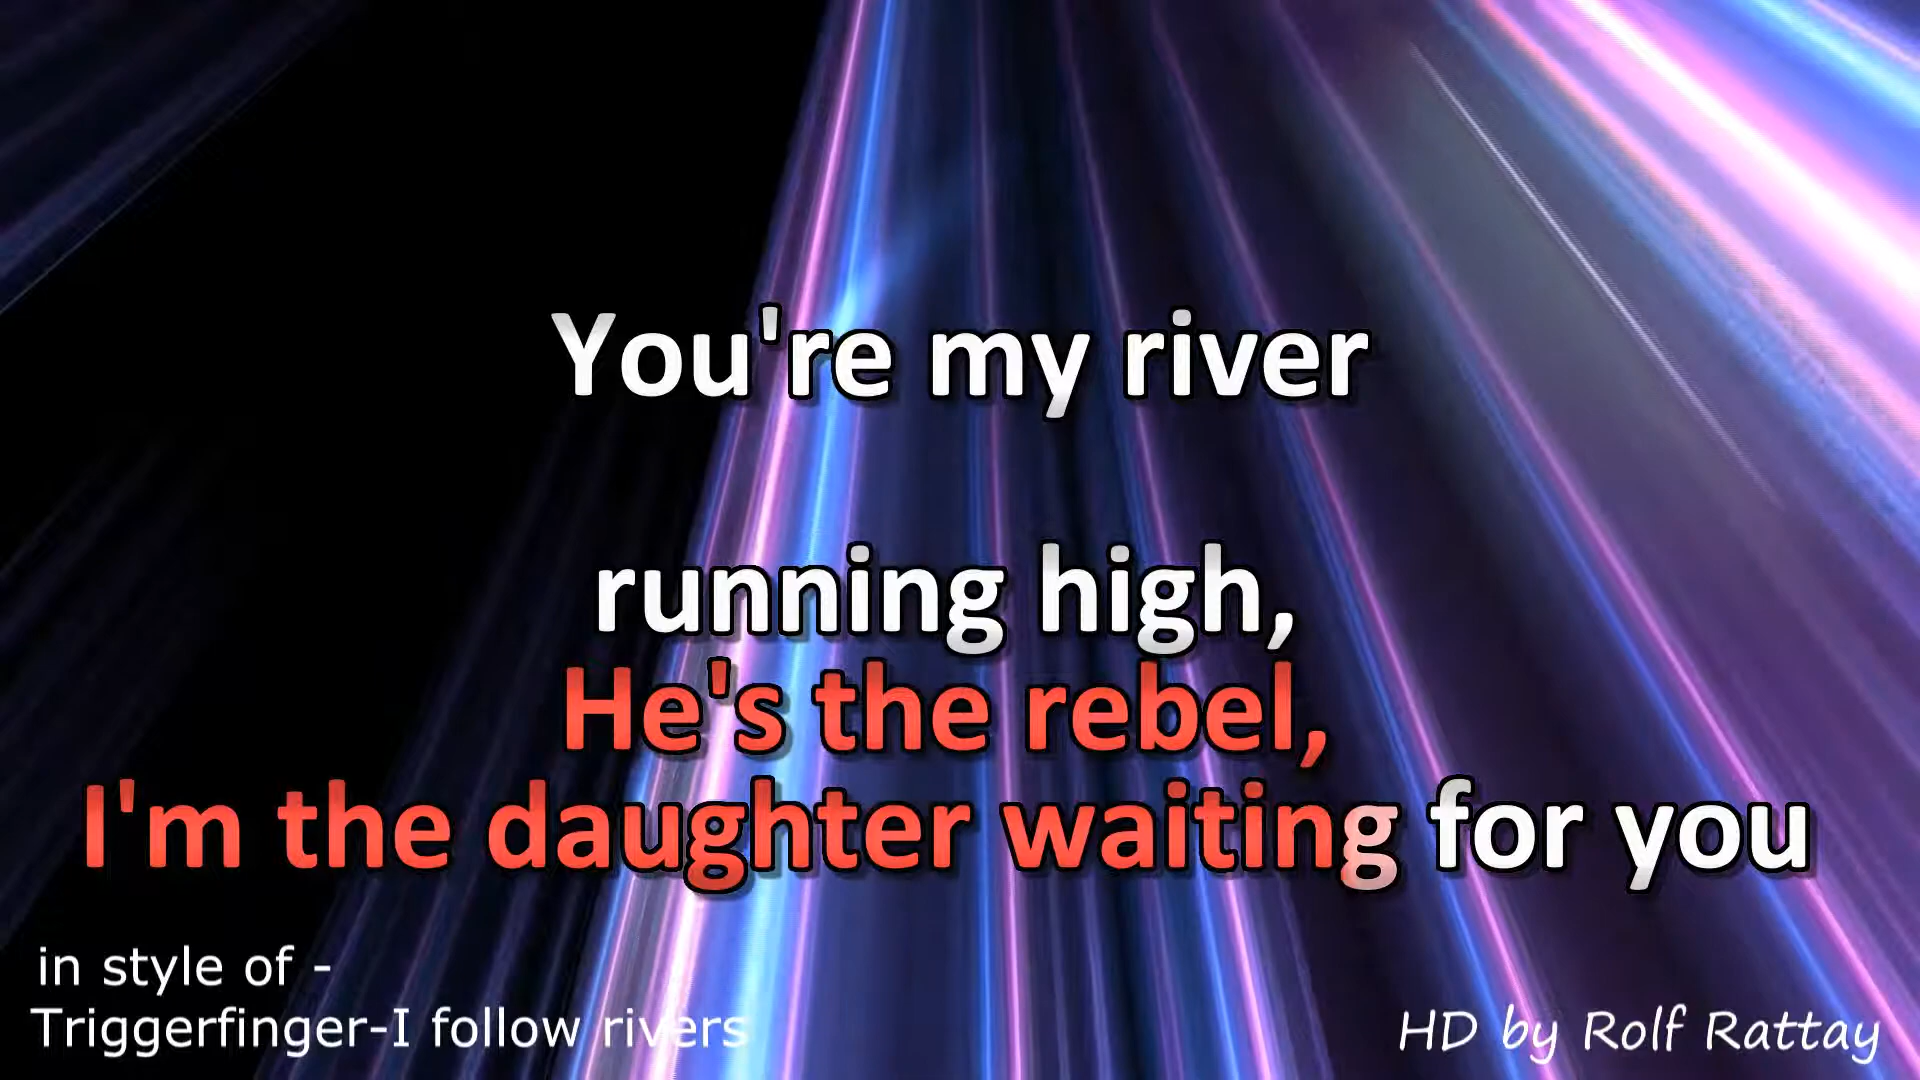 You're my river
running high,
He's the rebel,
I'm the daughter waiting for you
in style of -
Triggerfinger-I follow rivers
HD by Rolf Rattay